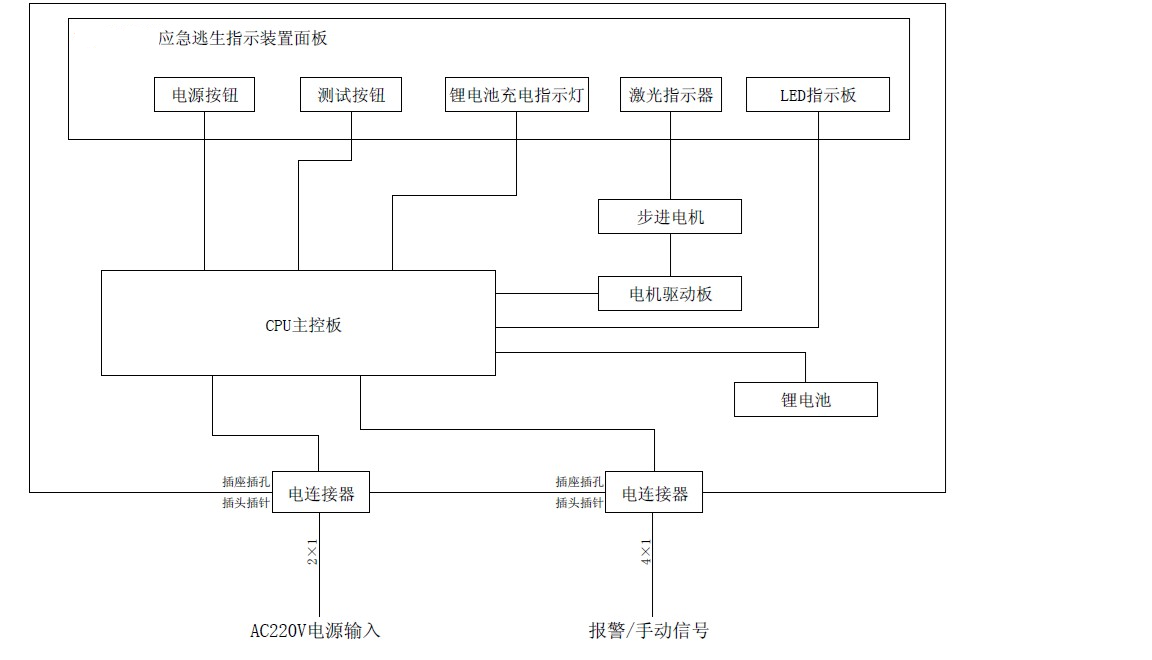 应急逃生指示装置面板
电源按钮
测试按钮
锂电池充电指示灯
激光指示器
LED指示板
步进电机
电机驱动板
CPU主控板
锂电池
插座插孔
插头插针
电连接器
插座插孔
插头插针
电连接器
2×1
4×1
AC220V电源输入
报警/手动信号